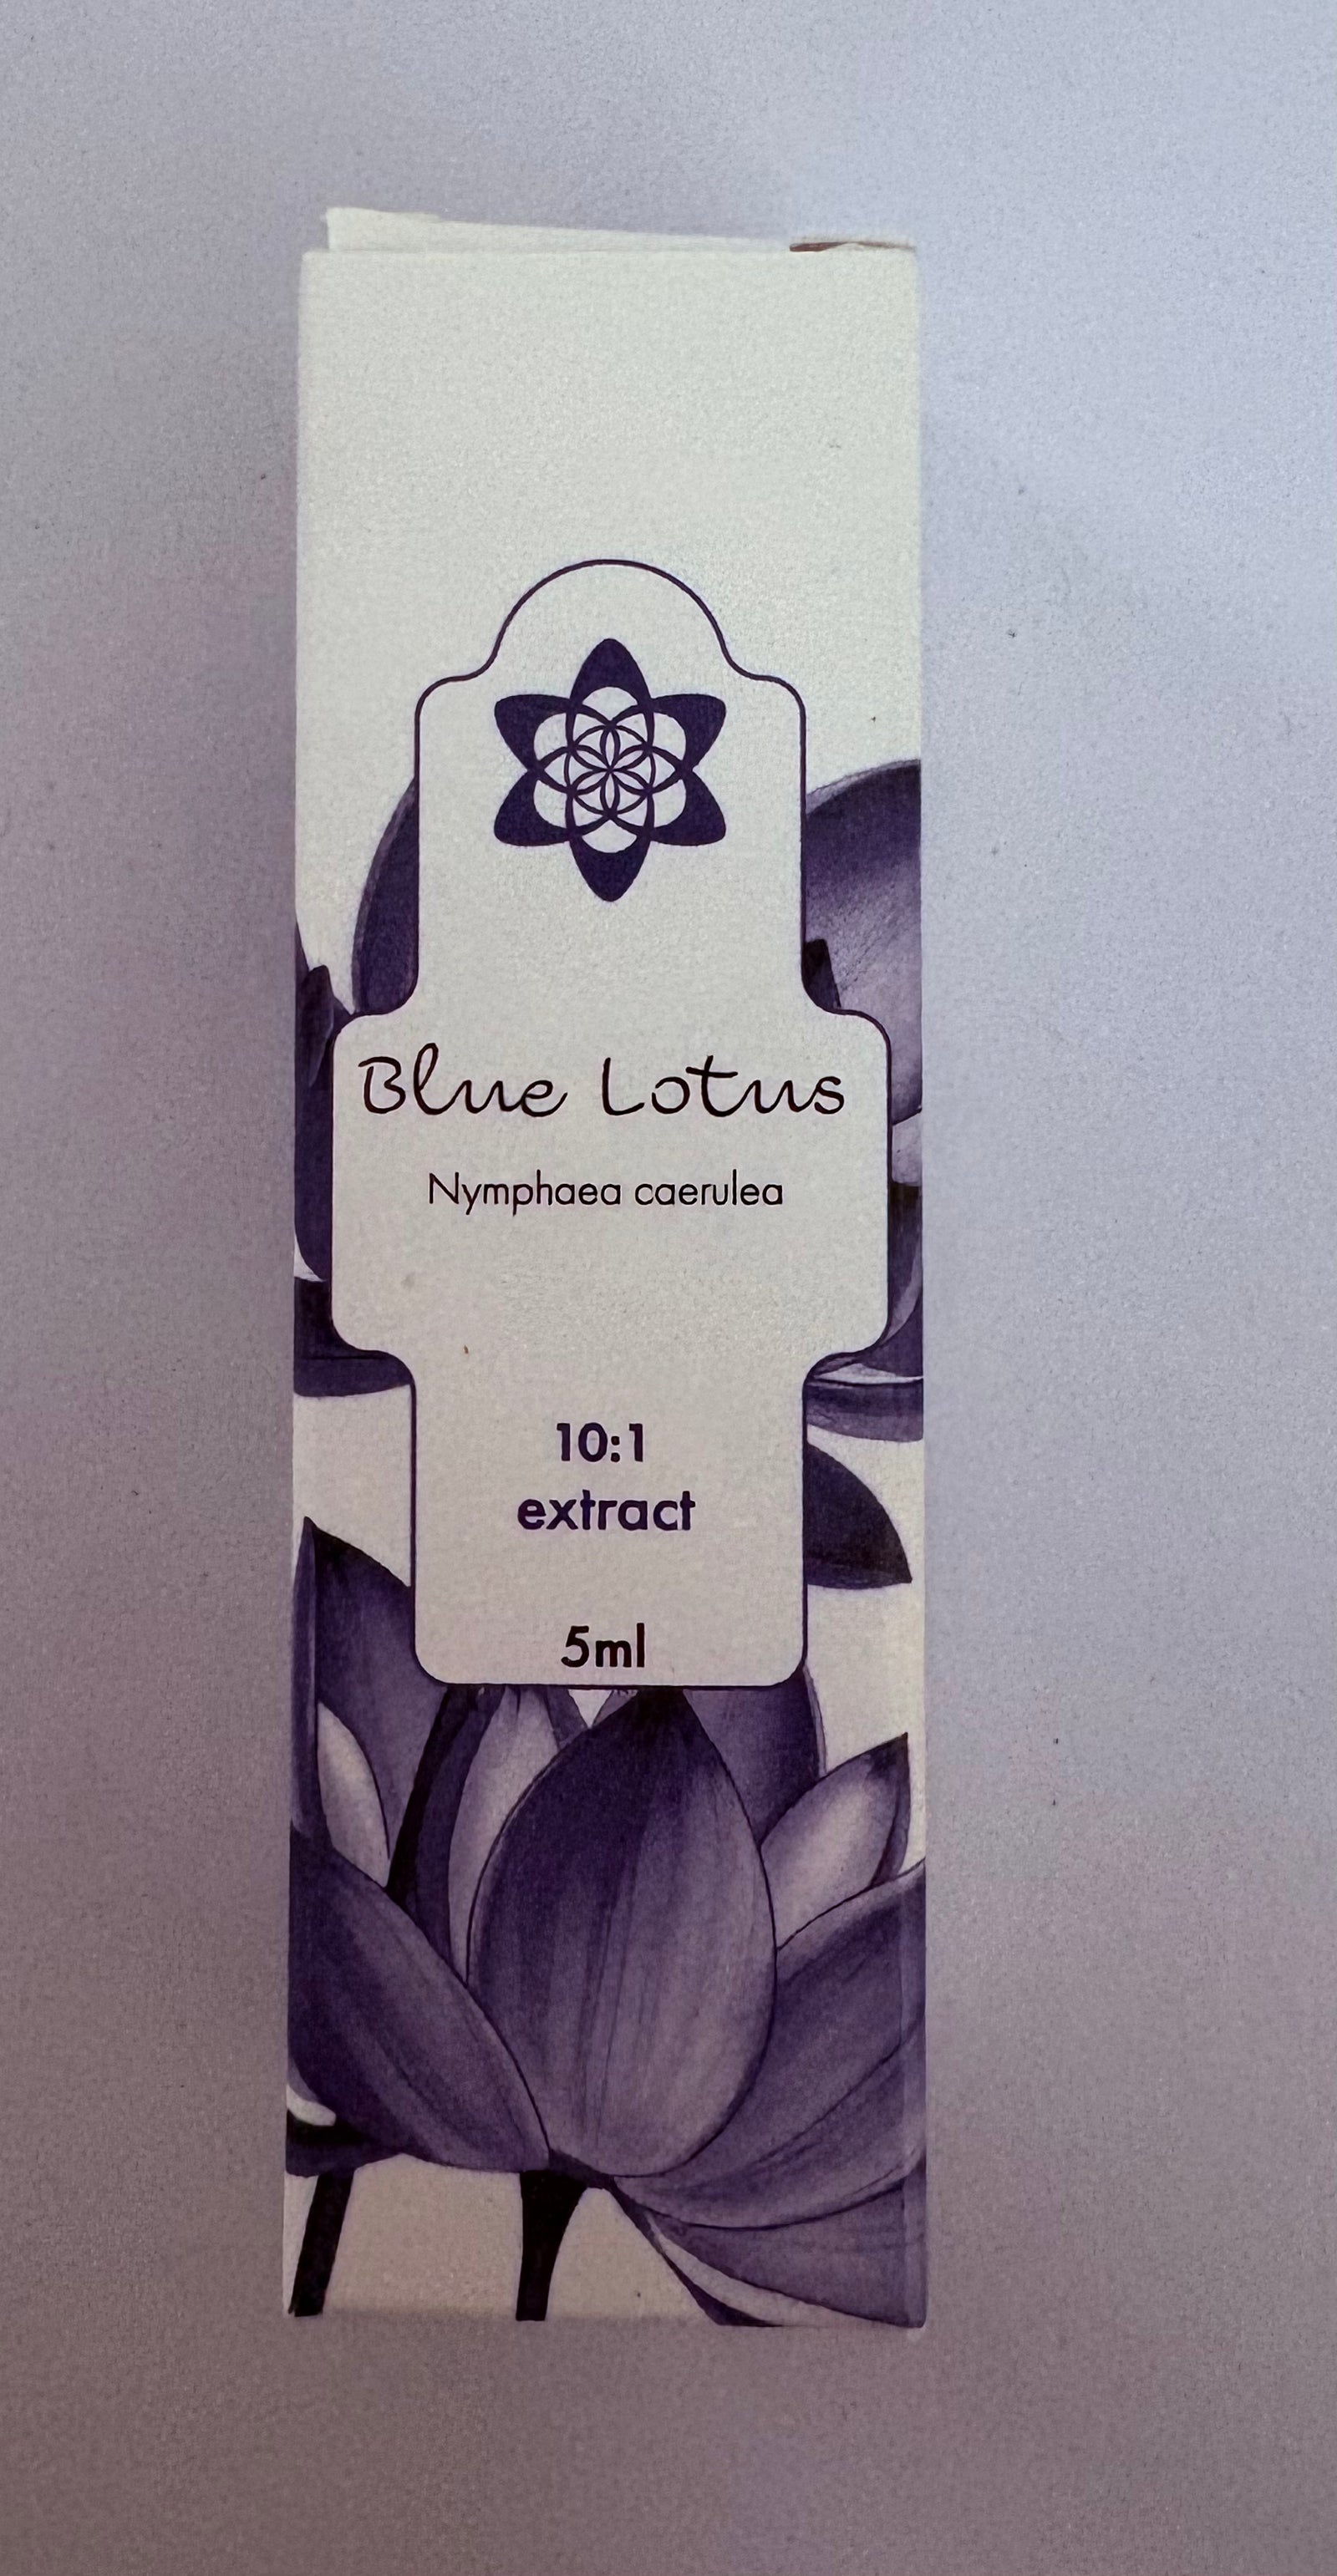 Blue Lotus
Nymphaea caerulea
10:1
extract
5ml